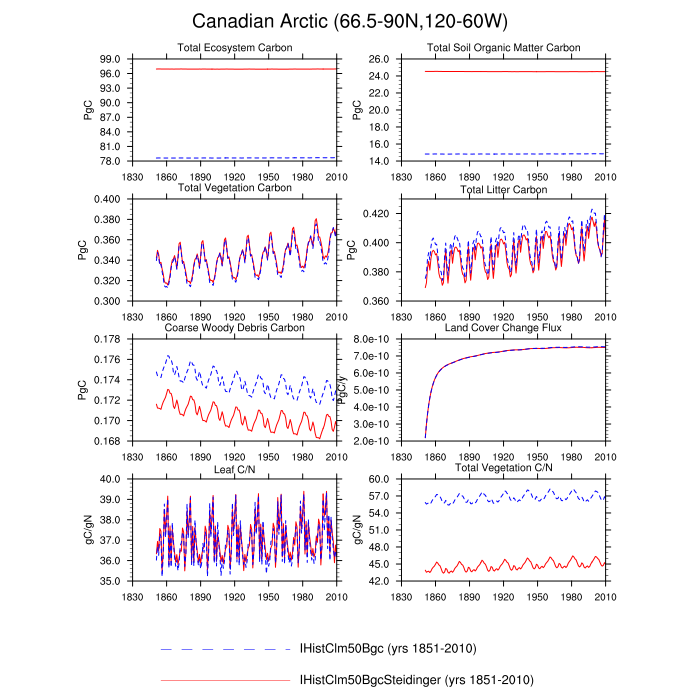 Canadian Arctic (66.5-90N,120-60W)
Total Ecosystem Carbon
Total Soil Organic Matter Carbon
99.0
96.0
93.0
90.0
87.0
84.0
81.0
78.0
PgC
1830 1860 1890 1920 1950 1980 2010
26.0
24.0
22.0
20.0
18.0
16.0
14.0
PgC
1830 1860 1890 1920 1950 1980 2010
Total Vegetation Carbon
Total Litter Carbon
0.400
0.380
0.360
0.340
0.320
0.300
PgC
1830 1860 1890 1920 1950 1980 2010
0.420
0.400
0.380
0.360
PgC
1830 1860 1890 1920 1950 1980 2010
Coarse Woody Debris Carbon
Land Cover Change Flux
0.178
0.176
0.174
0.172
0.170
0.168
PgC
1830 1860 1890 1920 1950 1980 2010
8.0e-10
7.0e-10
6.0e-10
5.0e-10
4.0e-10
3.0e-10
2.0e-10
PgC/y
1830 1860 1890 1920 1950 1980 2010
Leaf C/N
Total Vegetation C/N
40.0
39.0
38.0
37.0
36.0
35.0
gC/gN
1830 1860 1890 1920 1950 1980 2010
60.0
57.0
54.0
51.0
48.0
45.0
42.0
gC/gN
1830 1860 1890 1920 1950 1980 2010
IHistClm50Bgc (yrs 1851-2010)
IHistClm50BgcSteidinger (yrs 1851-2010)